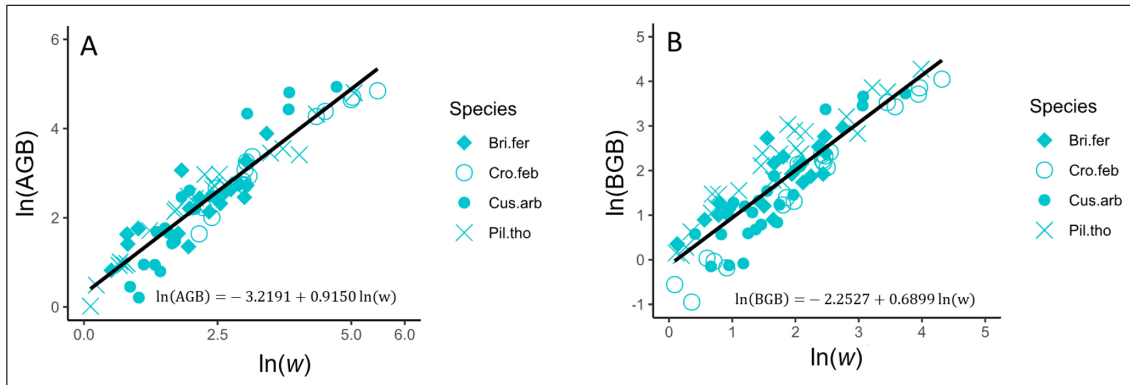 A
ln(AGB)
6
4
2
0
ln(AGB) = − 3.2191 + 0.9150 ln(w)
0.0 2.5 5.0 6.0
ln(w)
Species
Bri.fer
Cro.feb
Cus.arb
Pil.tho
B
ln(BGB)
5
4
3
2
1
0
-1
ln(BGB) = − 2.2527 + 0.6899 ln(w)
0 1 2 3 4 5
ln(w)
Species
Bri.fer
Cro.feb
Cus.arb
Pil.tho